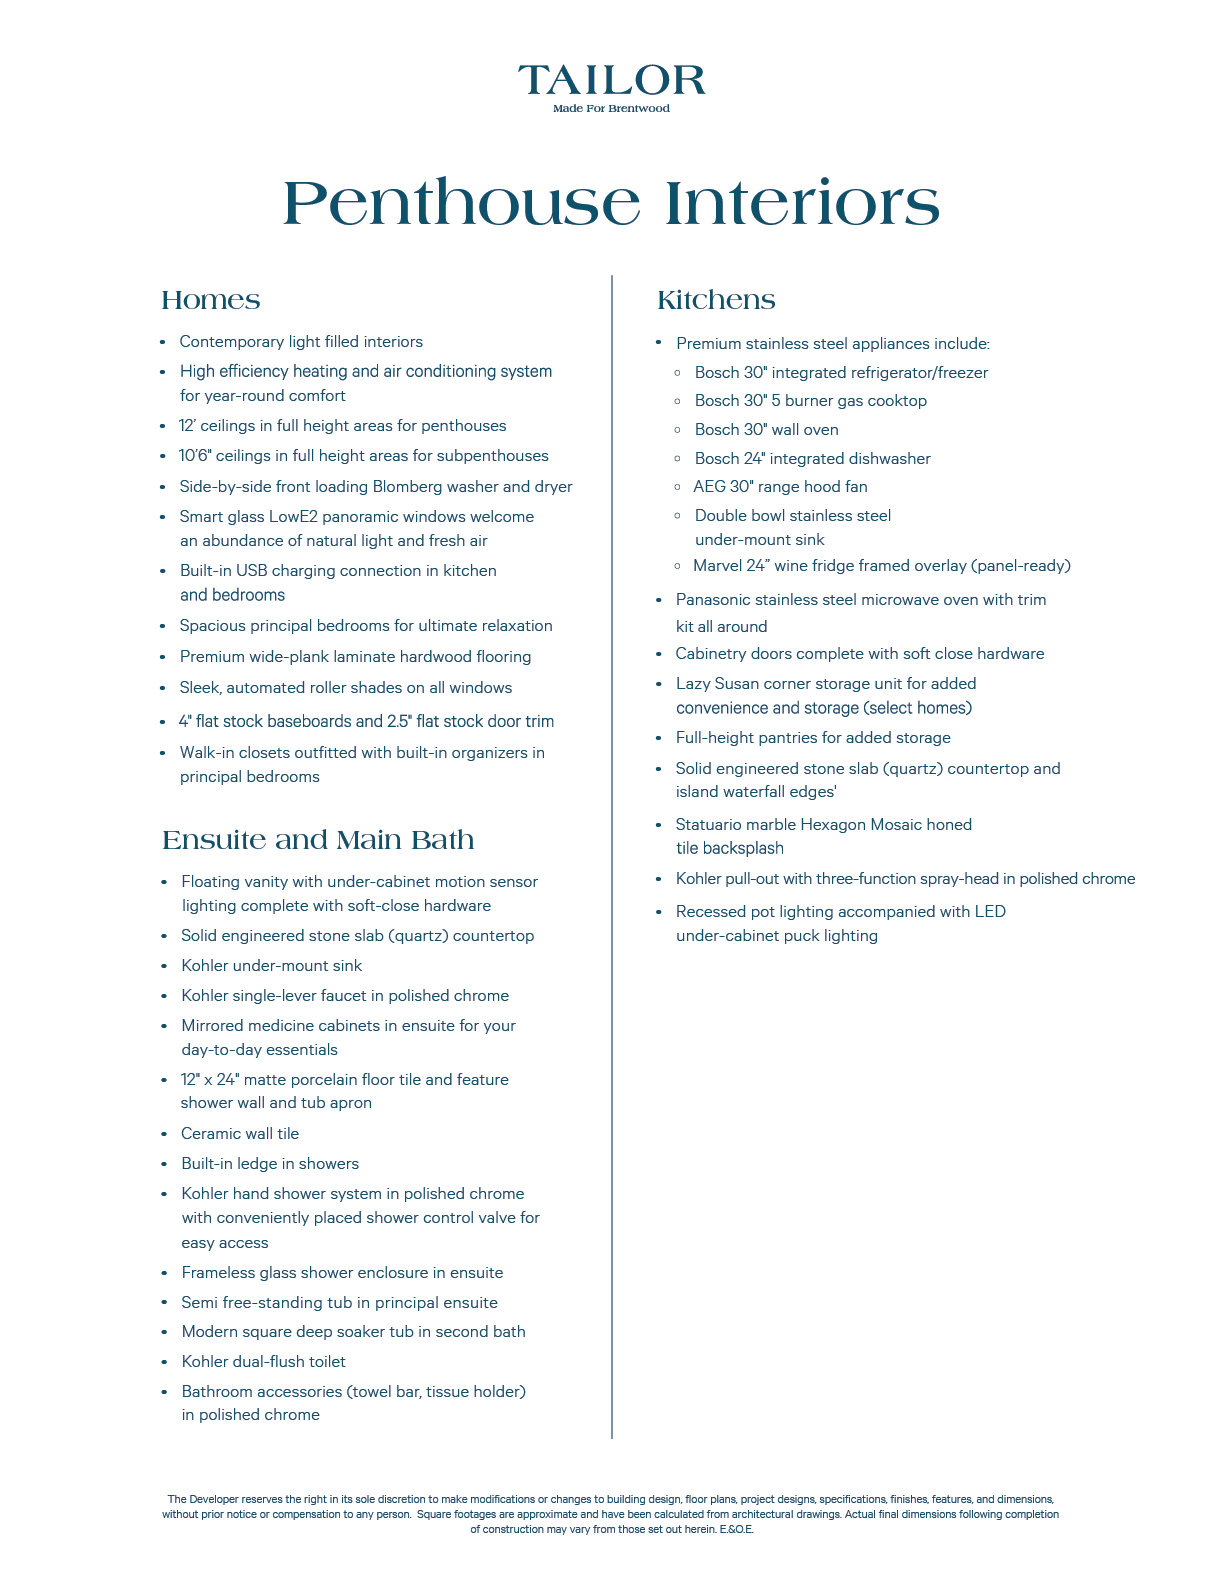 TAILOR
Made For Brentwood
Penthouse Interiors
Homes
• Contemporary light filled interiors
• High efficiency heating and air conditioning system
for year-round comfort
• 12’ ceilings in full height areas for penthouses
• 10’6" ceilings in full height areas for subpenthouses
• Side-by-side front loading Blomberg washer and dryer
• Smart glass LowE2 panoramic windows welcome
an abundance of natural light and fresh air
• Built-in USB charging connection in kitchen
and bedrooms
• Spacious principal bedrooms for ultimate relaxation
• Premium wide-plank laminate hardwood flooring
• Sleek, automated roller shades on all windows
• 4" flat stock baseboards and 2.5" flat stock door trim
• Walk-in closets outfitted with built-in organizers in
principal bedrooms
Ensuite and Main Bath
• Floating vanity with under-cabinet motion sensor
lighting complete with soft-close hardware
• Solid engineered stone slab (quartz) countertop
• Kohler under-mount sink
• Kohler single-lever faucet in polished chrome
• Mirrored medicine cabinets in ensuite for your
day-to-day essentials
• 12" x 24" matte porcelain floor tile and feature
shower wall and tub apron
• Ceramic wall tile
• Built-in ledge in showers
• Kohler hand shower system in polished chrome
with conveniently placed shower control valve for
easy access
• Frameless glass shower enclosure in ensuite
• Semi free-standing tub in principal ensuite
• Modern square deep soaker tub in second bath
• Kohler dual-flush toilet
• Bathroom accessories (towel bar, tissue holder)
in polished chrome
Kitchens
• Premium stainless steel appliances include:
○ Bosch 30" integrated refrigerator/freezer
○ Bosch 30" 5 burner gas cooktop
○ Bosch 30" wall oven
○ Bosch 24" integrated dishwasher
○ AEG 30" range hood fan
○ Double bowl stainless steel
under-mount sink
○ Marvel 24” wine fridge framed overlay (panel-ready)
• Panasonic stainless steel microwave oven with trim
kit all around
• Cabinetry doors complete with soft close hardware
• Lazy Susan corner storage unit for added
convenience and storage (select homes)
• Full-height pantries for added storage
• Solid engineered stone slab (quartz) countertop and
island waterfall edges'
• Statuario marble Hexagon Mosaic honed
tile backsplash
• Kohler pull-out with three-function spray-head in polished chrome
• Recessed pot lighting accompanied with LED
under-cabinet puck lighting
The Developer reserves the right in its sole discretion to make modifications or changes to building design, floor plans, project designs, specifications, finishes, features, and dimensions,
without prior notice or compensation to any person. Square footages are approximate and have been calculated from architectural drawings. Actual final dimensions following completion
of construction may vary from those set out herein. E.&O.E.